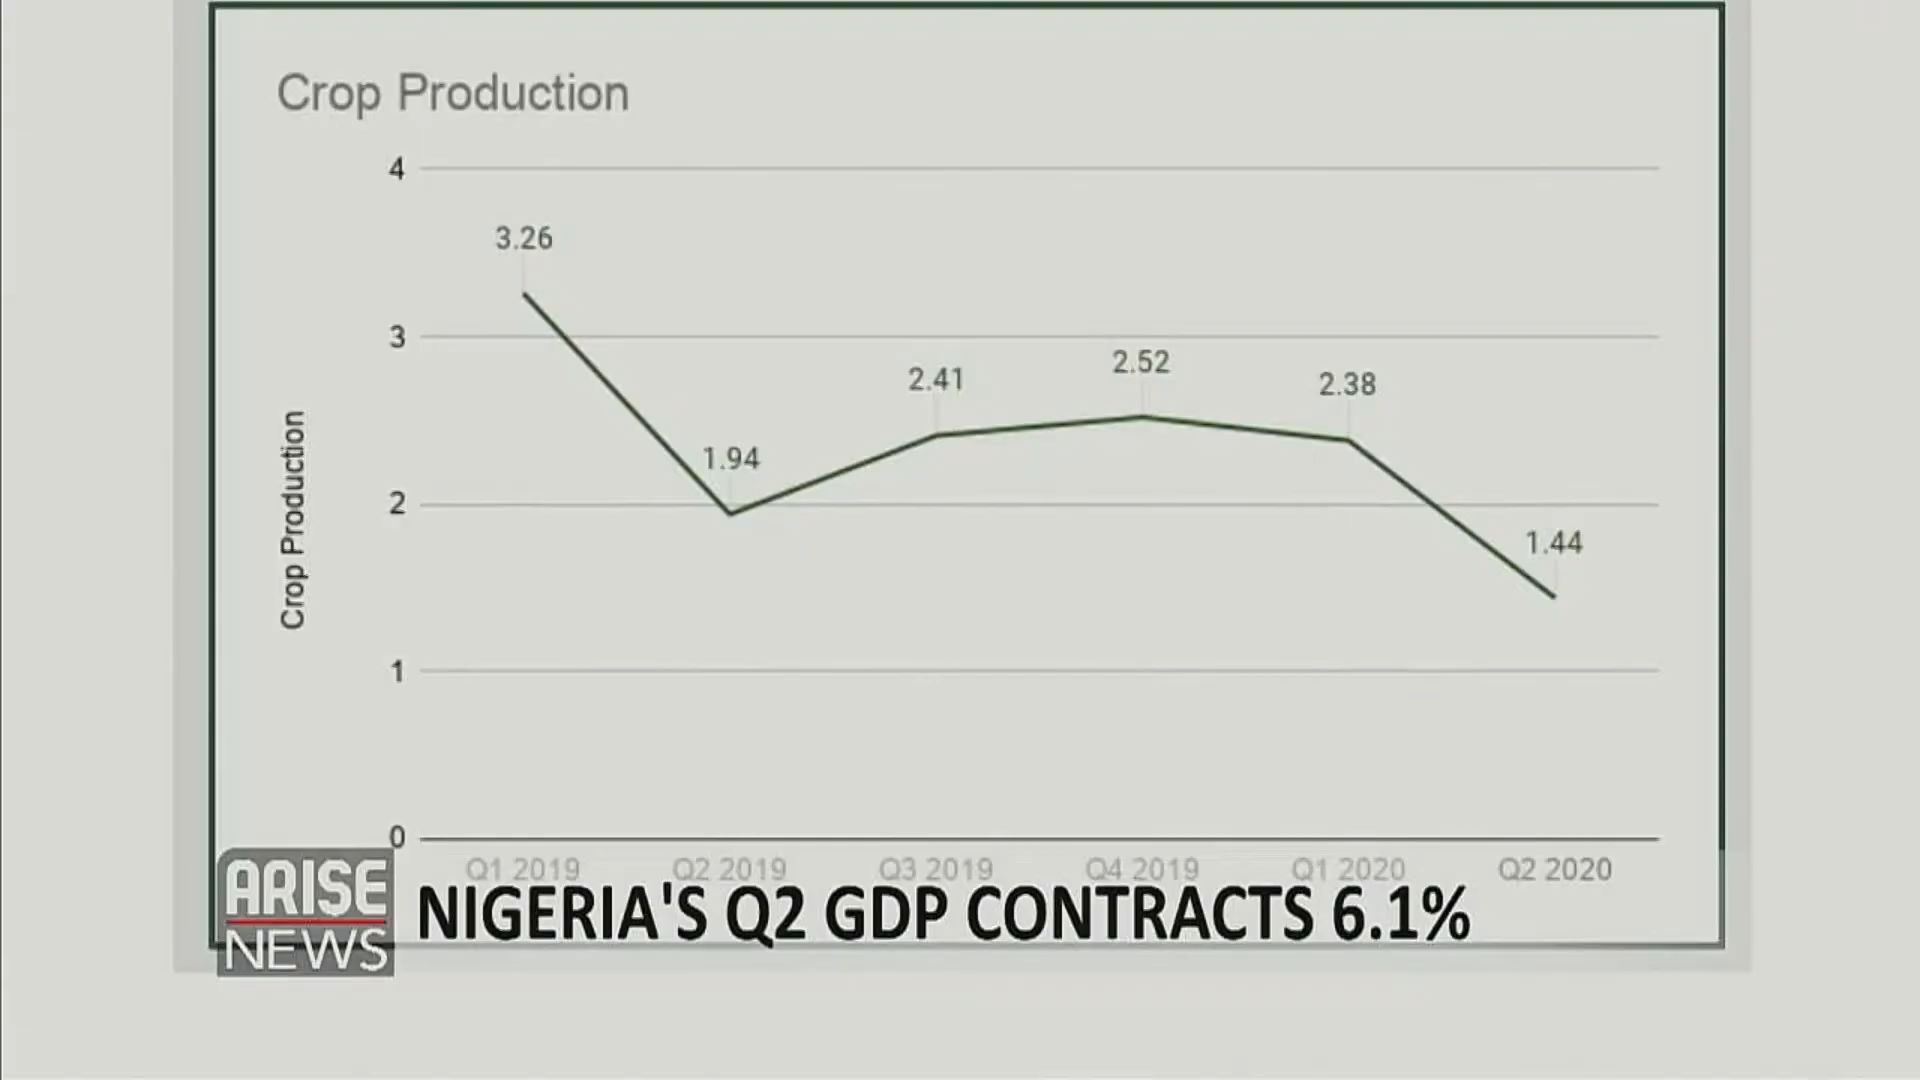 Crop Production
4
3.26
3
2.52
2.41
2.38
1.94
2
1.44
Crop Production
1
0
Q1 2019 Q2 2019 Q3 2019 Q4 2019 Q1 2020 Q2 2020
ARISE
NEWS
NIGERIA'S Q2 GDP CONTRACTS 6.1%